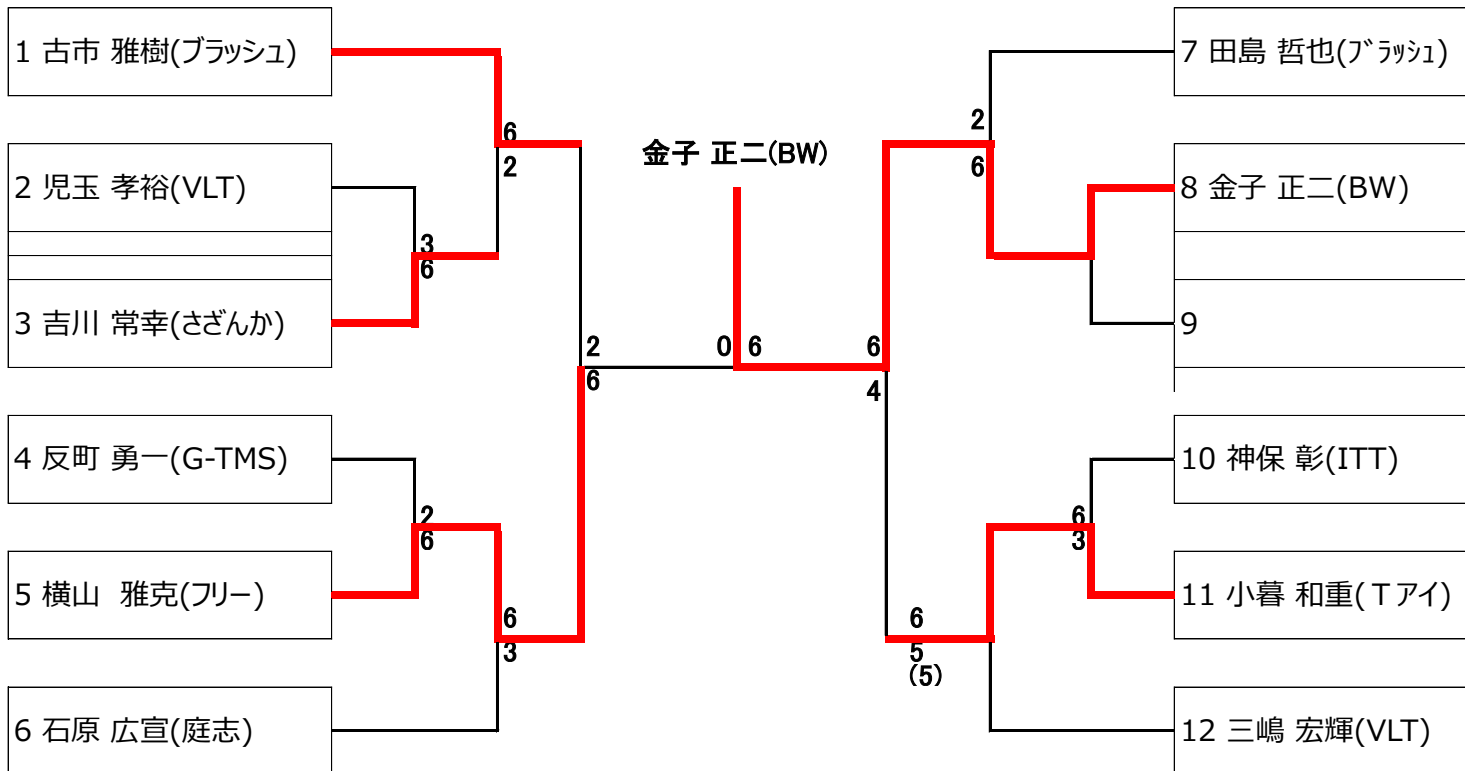 1 古市 雅樹(ブラッシュ)
2 児玉 孝裕(VLT)
3 吉川 常幸(さざんか)
4 反町 勇一(G-TMS)
5 横山 雅克(フリー)
6 石原 広宣(庭志)
6
2
3
6
2
6
6
3
2
6
金子 正二(BW)
0 6
6
4
2
6
6
3
6
5
(5)
7 田島 哲也(ﾌﾞﾗｯｼｭ)
8 金子 正二(BW)
9
10 神保 彰(ITT)
11 小暮 和重(Ｔアイ)
12 三嶋 宏輝(VLT)